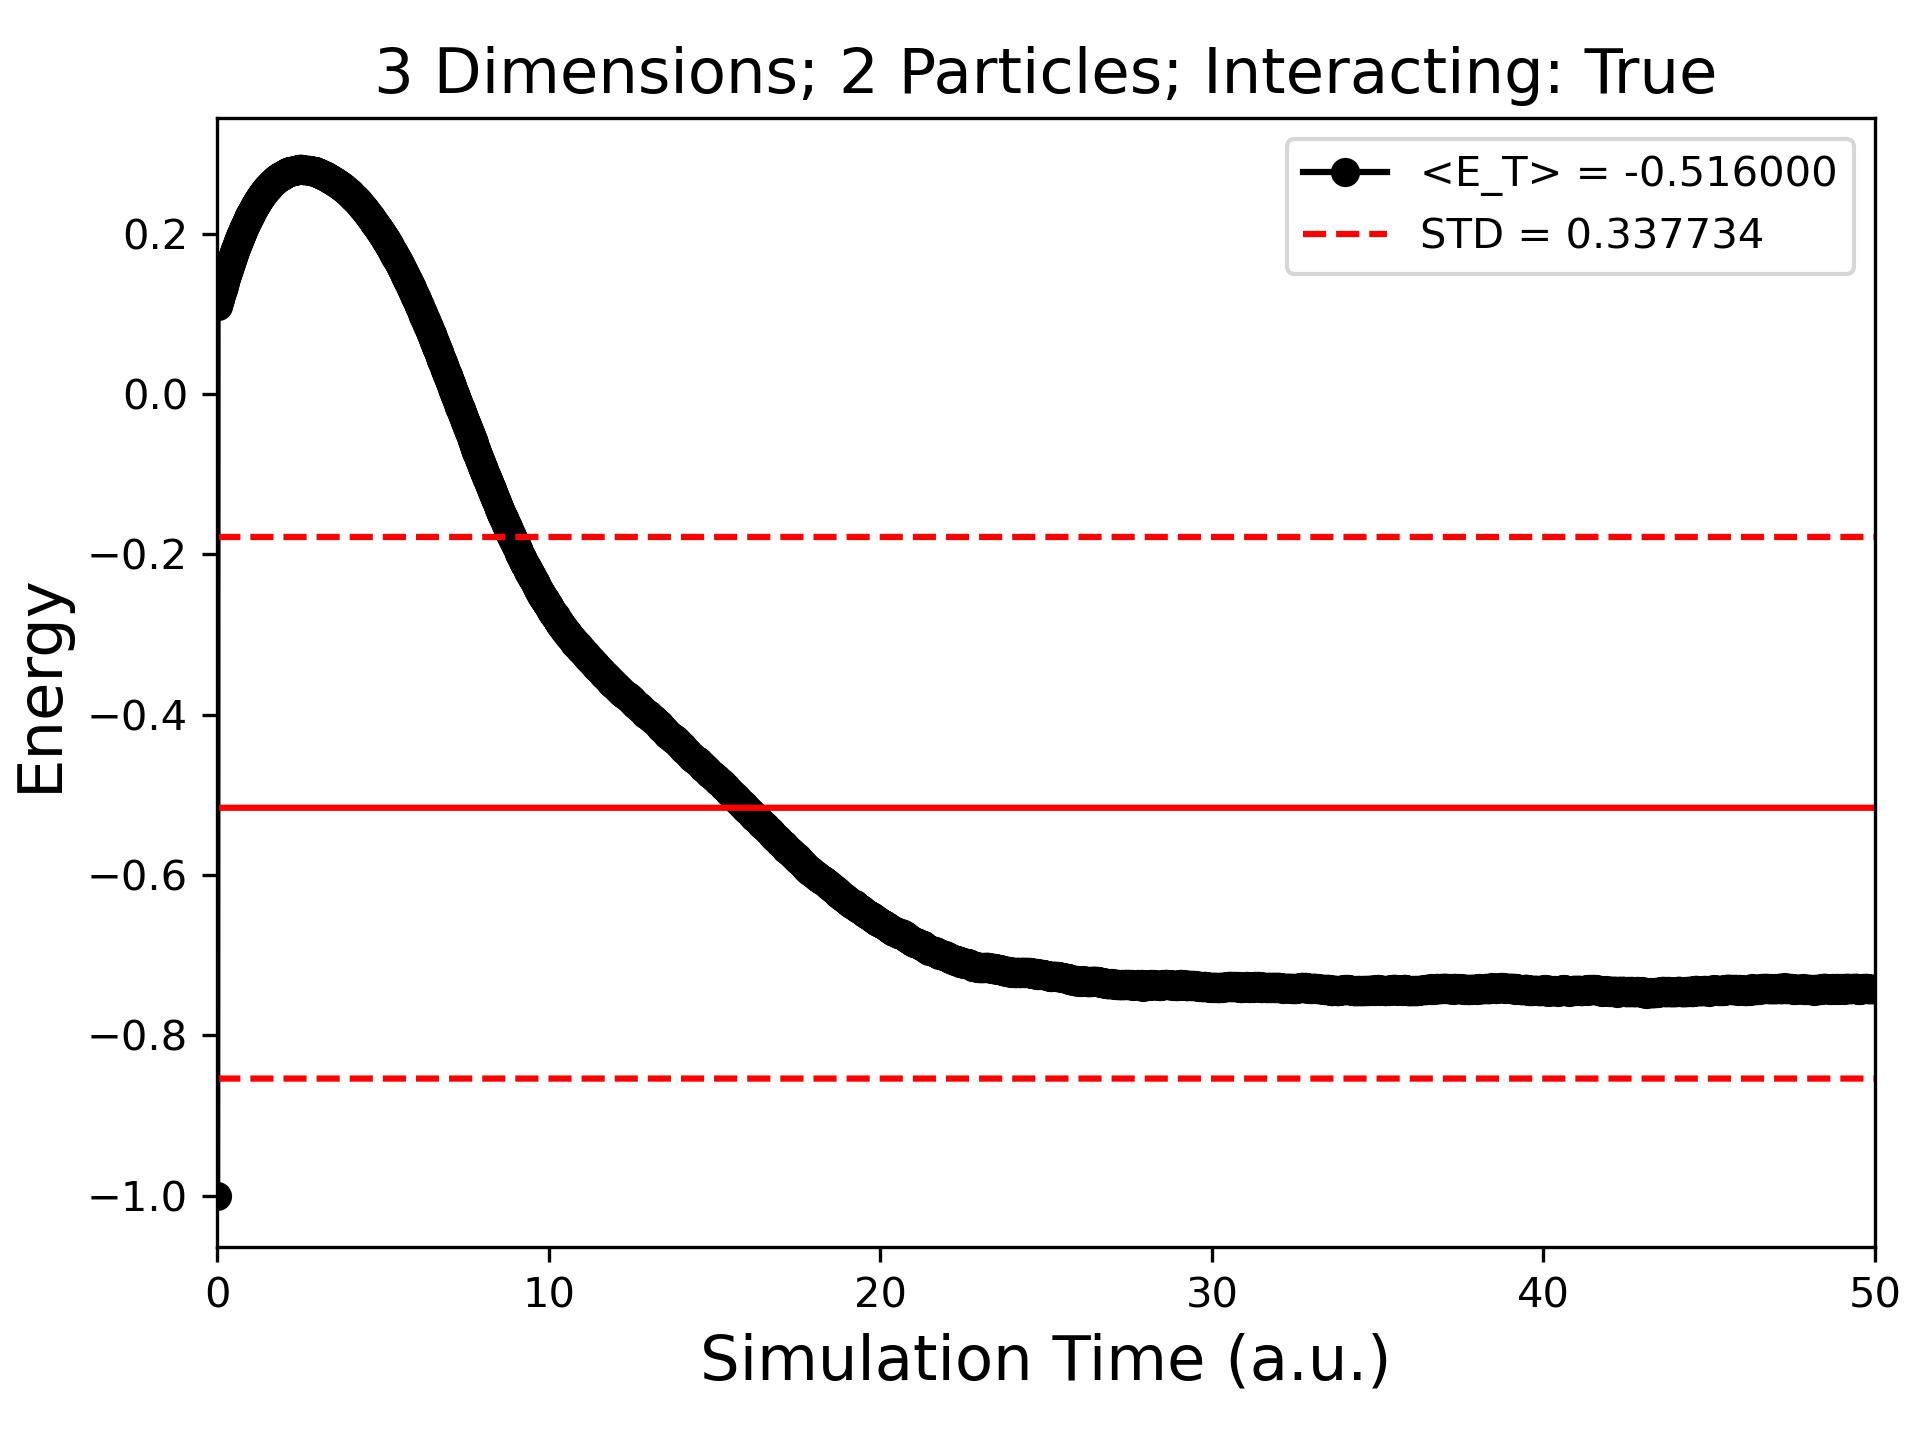 3 Dimensions; 2 Particles; Interacting: True
<E_T> = -0.516000
STD = 0.337734
Energy
0.2
0.0
−0.2
−0.4
−0.6
−0.8
−1.0
0 10 20 30 40 50
Simulation Time (a.u.)